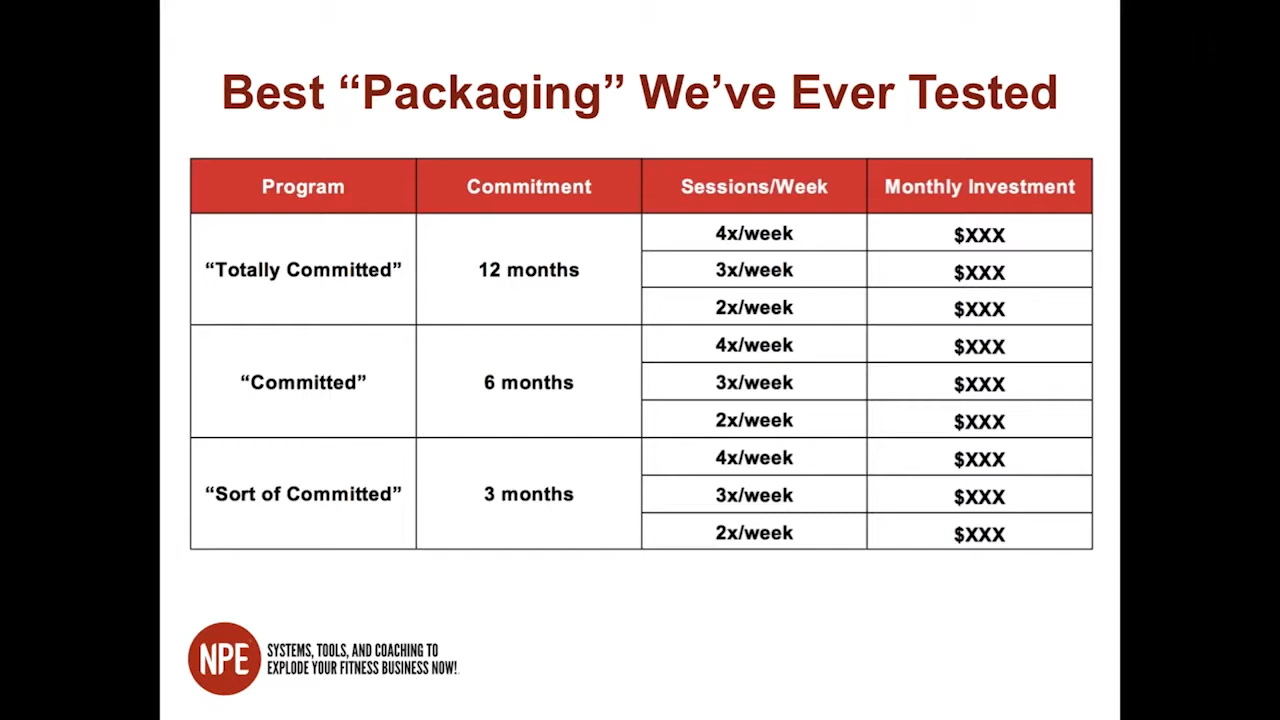 Best “Packaging” We’ve Ever Tested
Program Commitment Sessions/Week Monthly Investment
“Totally Committed” 12 months 4x/week $XXX
3x/week $XXX
2x/week $XXX
“Committed” 6 months 4x/week $XXX
3x/week $XXX
2x/week $XXX
“Sort of Committed” 3 months 4x/week $XXX
3x/week $XXX
2x/week $XXX
NPE
SYSTEMS, TOOLS, AND COACHING TO
EXPLODE YOUR FITNESS BUSINESS NOW!